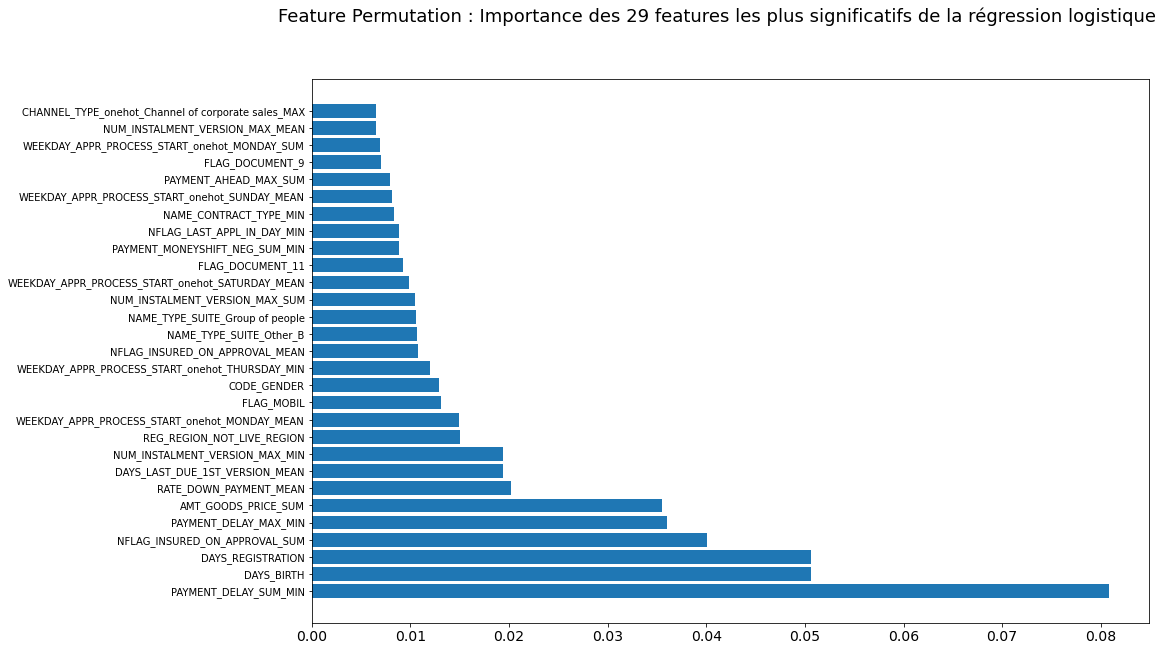 Feature Permutation : Importance des 29 features les plus significatifs de la régression logistique
CHANNEL_TYPE_onehot_Channel of corporate sales_MAX
NUM_INSTALMENT_VERSION_MAX_MEAN
WEEKDAY_APPR_PROCESS_START_onehot_MONDAY_SUM
FLAG_DOCUMENT_9
PAYMENT_AHEAD_MAX_SUM
WEEKDAY_APPR_PROCESS_START_onehot_SUNDAY_MEAN
NAME_CONTRACT_TYPE_MIN
NFLAG_LAST_APPL_IN_DAY_MIN
PAYMENT_MONEYSHIFT_NEG_SUM_MIN
FLAG_DOCUMENT_11
WEEKDAY_APPR_PROCESS_START_onehot_SATURDAY_MEAN
NUM_INSTALMENT_VERSION_MAX_SUM
NAME_TYPE_SUITE_Group of people
NAME_TYPE_SUITE_Other_B
NFLAG_INSURED_ON_APPROVAL_MEAN
WEEKDAY_APPR_PROCESS_START_onehot_THURSDAY_MIN
CODE_GENDER
FLAG_MOBIL
WEEKDAY_APPR_PROCESS_START_onehot_MONDAY_MEAN
REG_REGION_NOT_LIVE_REGION
NUM_INSTALMENT_VERSION_MAX_MIN
DAYS_LAST_DUE_1ST_VERSION_MEAN
RATE_DOWN_PAYMENT_MEAN
AMT_GOODS_PRICE_SUM
PAYMENT_DELAY_MAX_MIN
NFLAG_INSURED_ON_APPROVAL_SUM
DAYS_REGISTRATION
DAYS_BIRTH
PAYMENT_DELAY_SUM_MIN
0.00 0.01 0.02 0.03 0.04 0.05 0.06 0.07 0.08